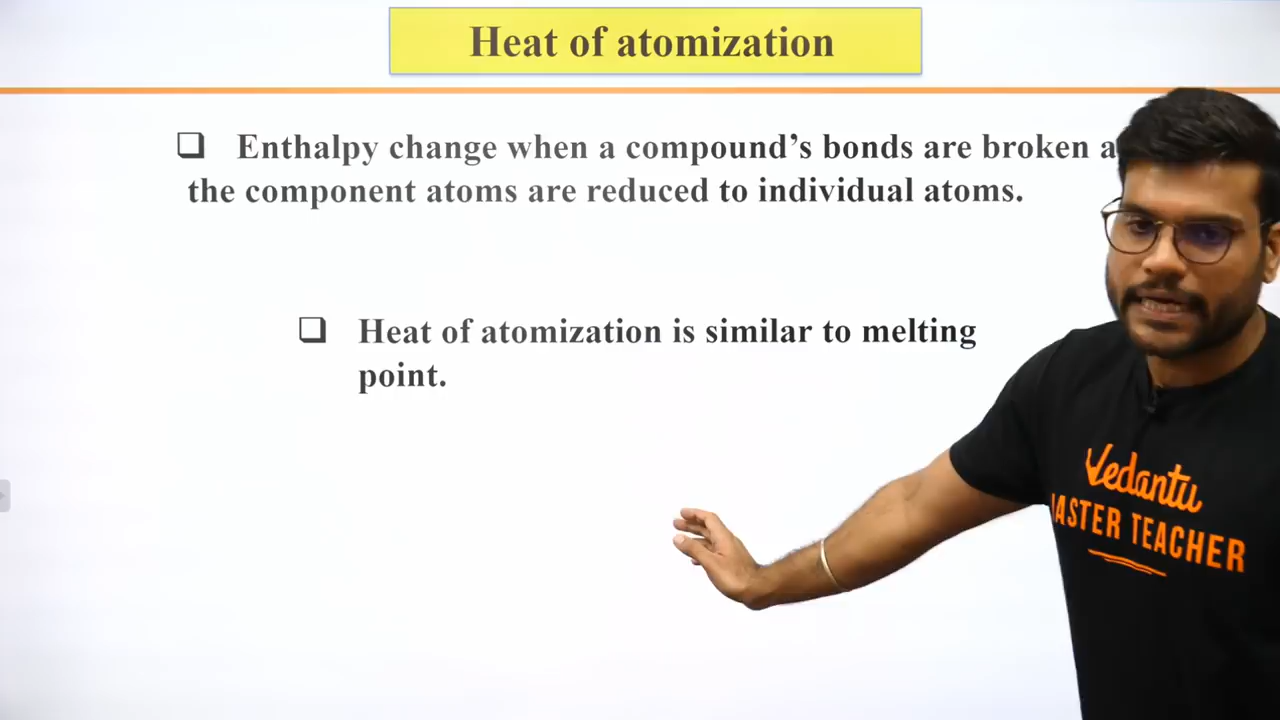 Heat of atomization
❑ Enthalpy change when a compound's bonds are broken a
the component atoms are reduced to individual atoms.
❑ Heat of atomization is similar to melting
point.
Vedantu
MASTER TEACHER